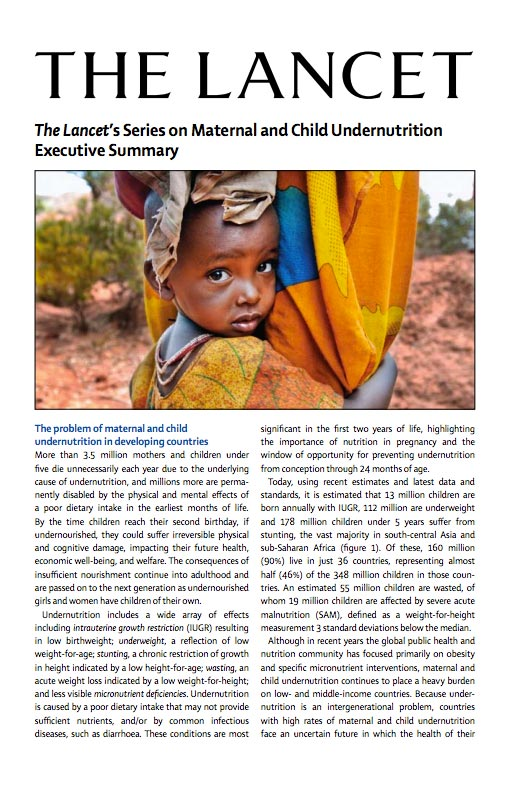 THE LANCET
The Lancet's Series on Maternal and Child Undernutrition
Executive Summary
The problem of maternal and child
undernutrition in developing countries
More than 3.5 million mothers and children under
five die unnecessarily each year due to the underlying
cause of undernutrition, and millions more are perma-
nently disabled by the physical and mental effects of
a poor dietary intake in the earliest months of life.
By the time children reach their second birthday, if
undernourished, they could suffer irreversible physical
and cognitive damage, impacting their future health,
economic well-being, and welfare. The consequences of
insufficient nourishment continue into adulthood and
are passed on to the next generation as undernourished
girls and women have children of their own.
Undernutrition includes a wide array of effects
including intrauterine growth restriction (IUGR) resulting
in low birthweight; underweight, a reflection of low
weight-for-age; stunting, a chronic restriction of growth
in height indicated by a low height-for-age; wasting, an
acute weight loss indicated by a low weight-for-height;
and less visible micronutrient deficiencies. Undernutrition
is caused by a poor dietary intake that may not provide
sufficient nutrients, and/or by common infectious
diseases, such as diarrhoea. These conditions are most
significant in the first two years of life, highlighting
the importance of nutrition in pregnancy and the
window of opportunity for preventing undernutrition
from conception through 24 months of age.
Today, using recent estimates and latest data and
standards, it is estimated that 13 million children are
born annually with IUGR, 112 million are underweight
and 178 million children under 5 years suffer from
stunting, the vast majority in south-central Asia and
sub-Saharan Africa (figure 1). Of these, 160 million
(90%) live in just 36 countries, representing almost
half (46%) of the 348 million children in those coun-
tries. An estimated 55 million children are wasted, of
whom 19 million children are affected by severe acute
malnutrition (SAM), defined as a weight-for-height
measurement 3 standard deviations below the median.
Although in recent years the global public health and
nutrition community has focused primarily on obesity
and specific micronutrient interventions, maternal and
child undernutrition continues to place a heavy burden
on low- and middle-income countries. Because under-
nutrition is an intergenerational problem, countries
with high rates of maternal and child undernutrition
face an uncertain future in which the health of their